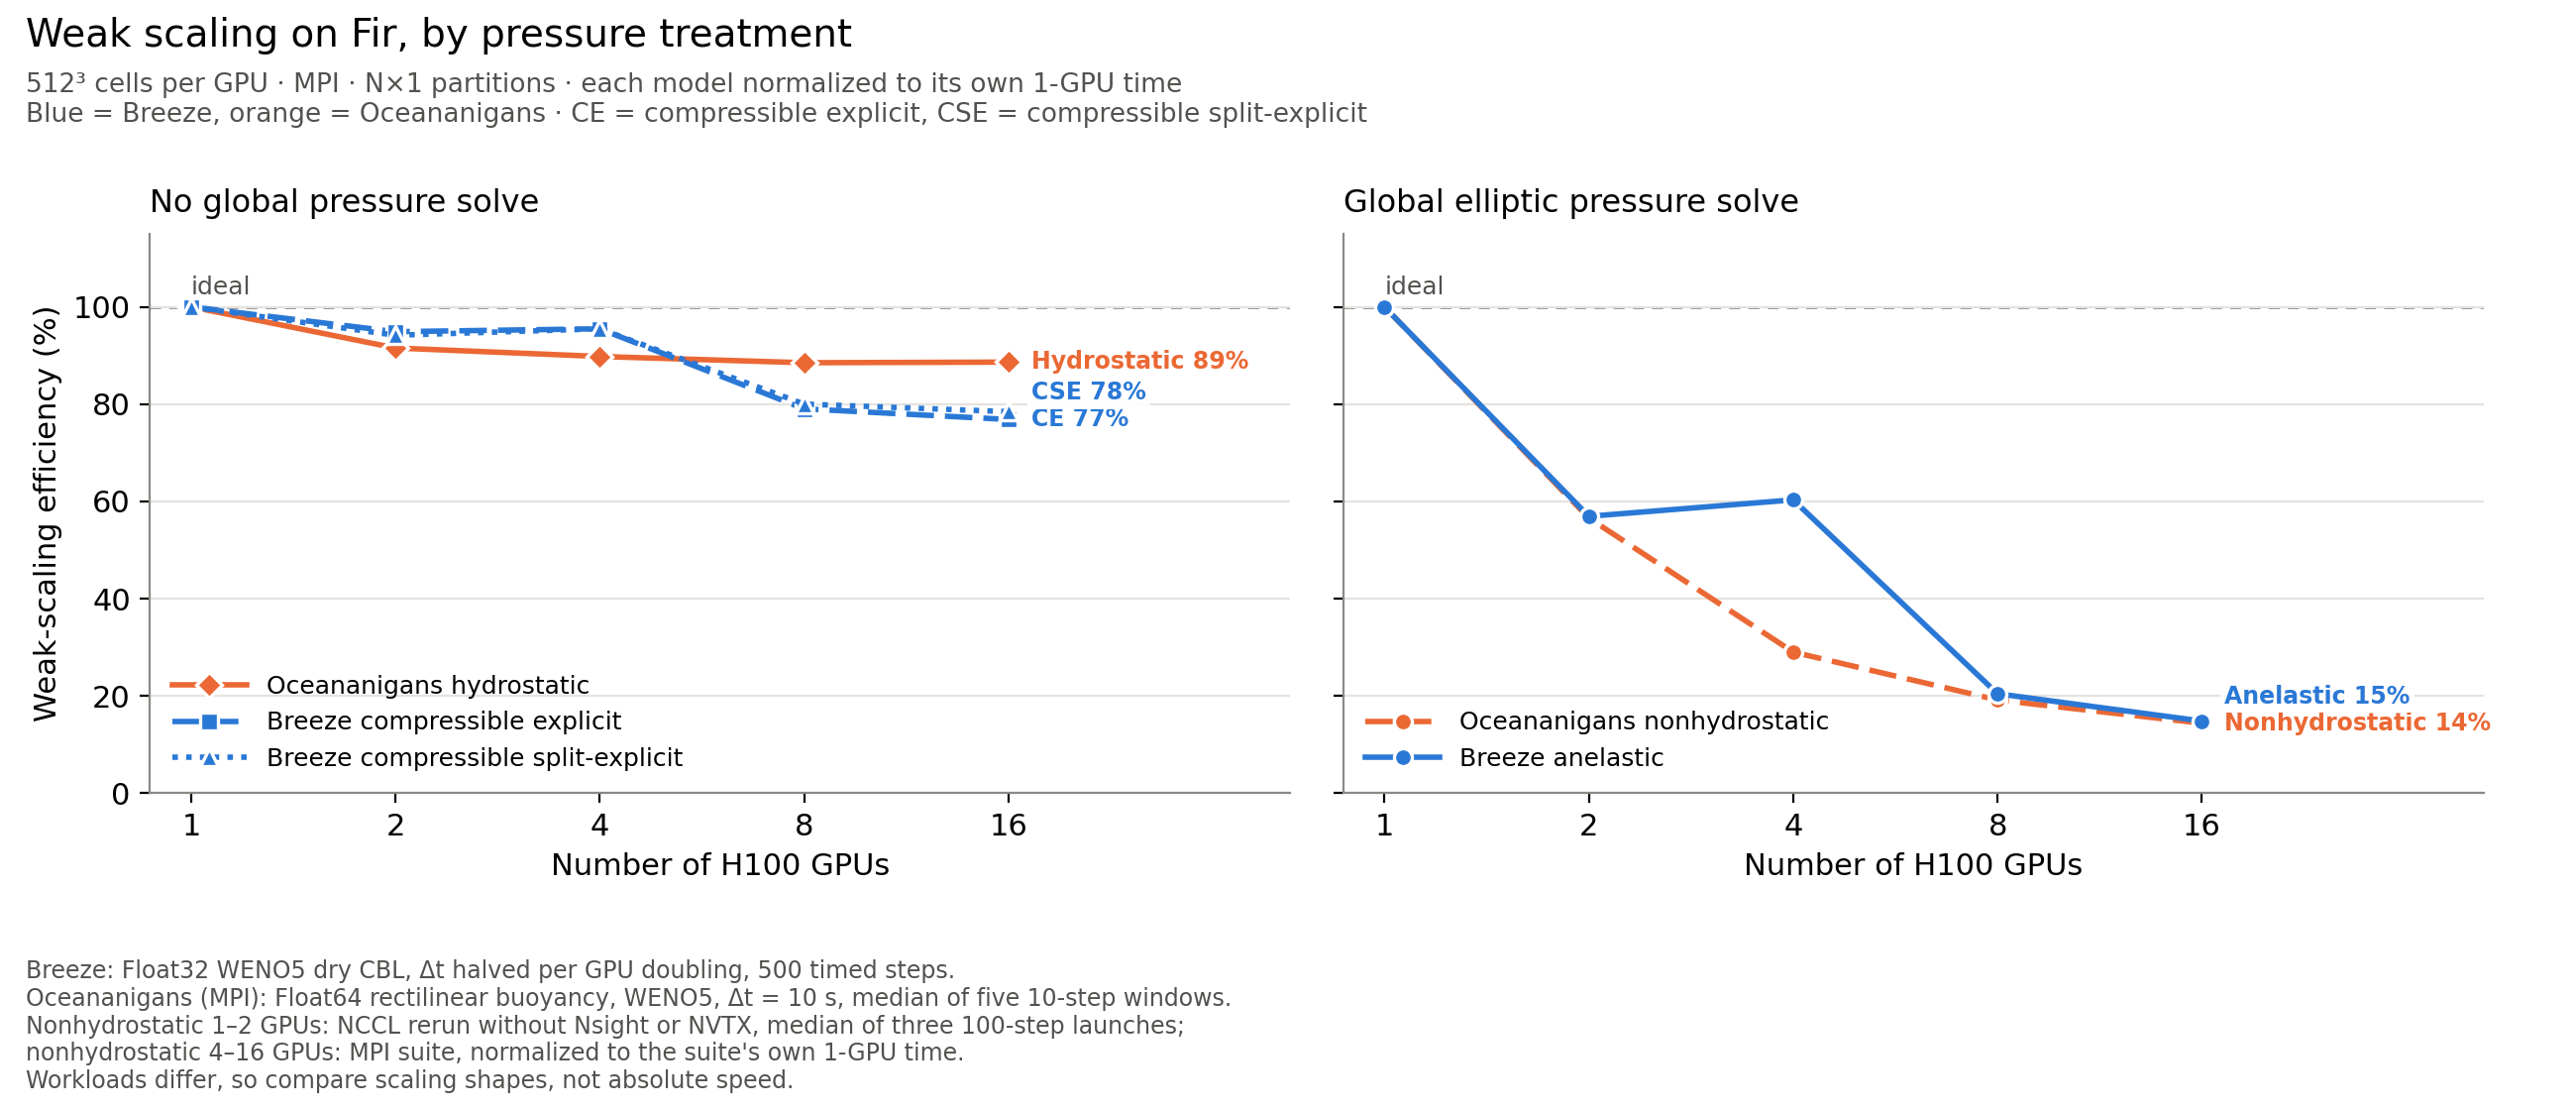 Weak scaling on Fir, by pressure treatment
512³ cells per GPU · MPI · N×1 partitions · each model normalized to its own 1-GPU time
Blue = Breeze, orange = Oceananigans · CE = compressible explicit, CSE = compressible split-explicit
No global pressure solve
Weak-scaling efficiency (%)
100
80
60
40
20
0
ideal
Hydrostatic 89%
CSE 78%
CE 77%
Oceananigans hydrostatic
Breeze compressible explicit
Breeze compressible split-explicit
1 2 4 8 16
Number of H100 GPUs
Global elliptic pressure solve
ideal
Anelastic 15%
Nonhydrostatic 14%
Oceananigans nonhydrostatic
Breeze anelastic
1 2 4 8 16
Number of H100 GPUs
Breeze: Float32 WENO5 dry CBL, Δt halved per GPU doubling, 500 timed steps.
Oceananigans (MPI): Float64 rectilinear buoyancy, WENO5, Δt = 10 s, median of five 10-step windows.
Nonhydrostatic 1–2 GPUs: NCCL rerun without Nsight or NVTX, median of three 100-step launches;
nonhydrostatic 4–16 GPUs: MPI suite, normalized to the suite's own 1-GPU time.
Workloads differ, so compare scaling shapes, not absolute speed.